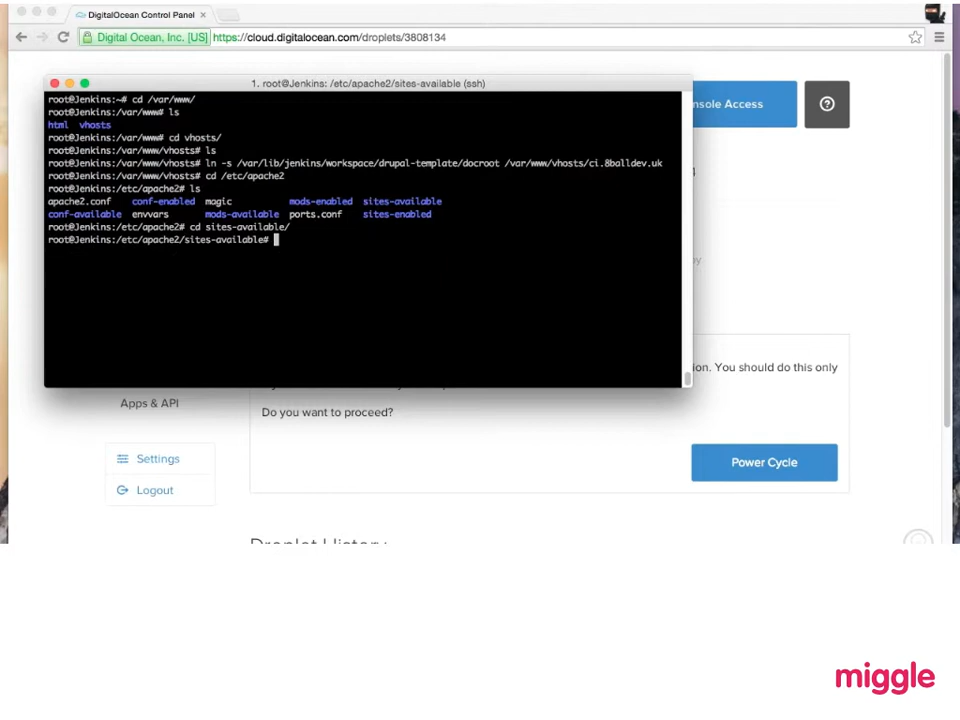 DigitalOcean Control Panel ×
Digital Ocean, Inc. [US] https://cloud.digitalocean.com/droplets/3808134
1. root@Jenkins: /etc/apache2/sites-available (ssh)
root@Jenkins:~# cd /var/www/
root@Jenkins:/var/www# ls
html vhosts
root@Jenkins:/var/www# cd vhosts/
root@Jenkins:/var/www/vhosts# ls
root@Jenkins:/var/www/vhosts# ln -s /var/lib/jenkins/workspace/drupal-template/docroot /var/www/vhosts/ci.8balldev.uk
root@Jenkins:/var/www/vhosts# cd /etc/apache2
root@Jenkins:/etc/apache2# ls
apache2.conf conf-enabled magic mods-enabled sites-available
conf-available envvars mods-available ports.conf sites-enabled
root@Jenkins:/etc/apache2# cd sites-available/
root@Jenkins:/etc/apache2/sites-available#
nsole Access
ion. You should do this only
Do you want to proceed?
Power Cycle
Apps & API
Settings
Logout
Droplet History
miggle